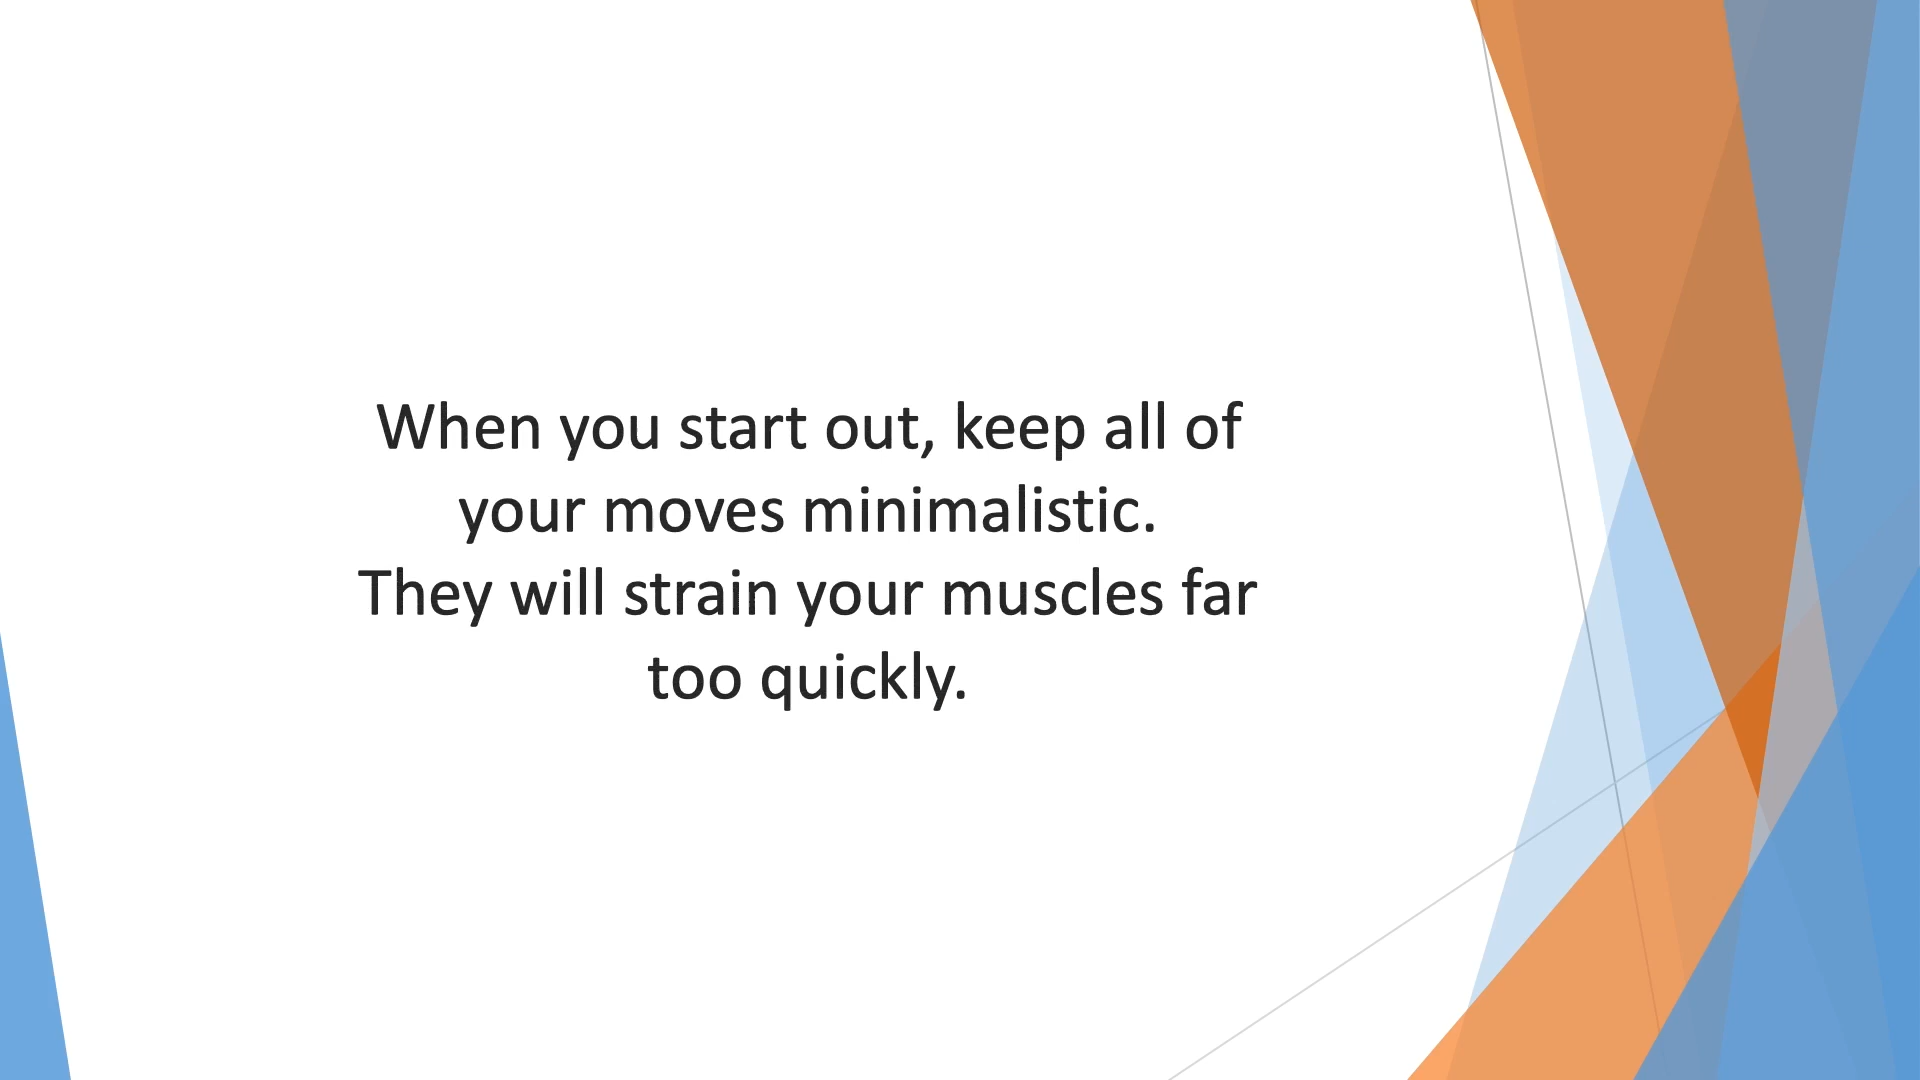 When you start out, keep all of
your moves minimalistic.
They will strain your muscles far
too quickly.